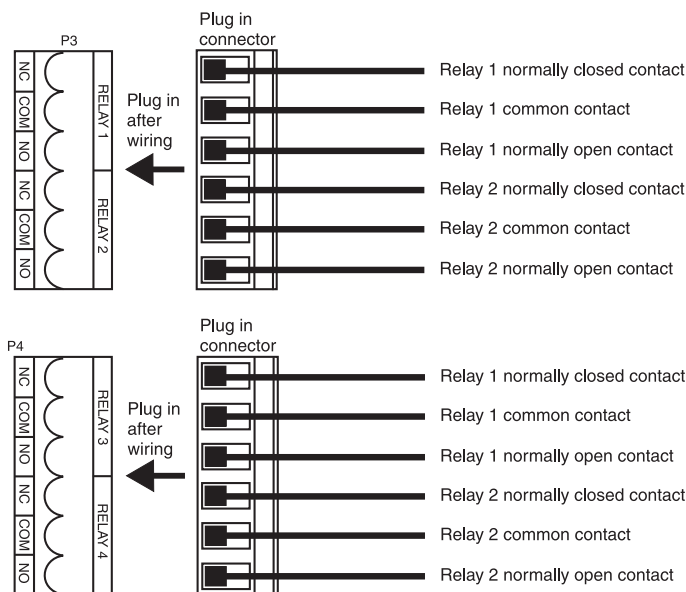 Plug in
connector
P3
NC
COM
NO
NC
COM
NO
RELAY 1
RELAY 2
Plug in
after
wiring
Relay 1 normally closed contact
Relay 1 common contact
Relay 1 normally open contact
Relay 2 normally closed contact
Relay 2 common contact
Relay 2 normally open contact
Plug in
connector
P4
NC
COM
NO
NC
COM
NO
RELAY 3
RELAY 4
Plug in
after
wiring
Relay 1 normally closed contact
Relay 1 common contact
Relay 1 normally open contact
Relay 2 normally closed contact
Relay 2 common contact
Relay 2 normally open contact